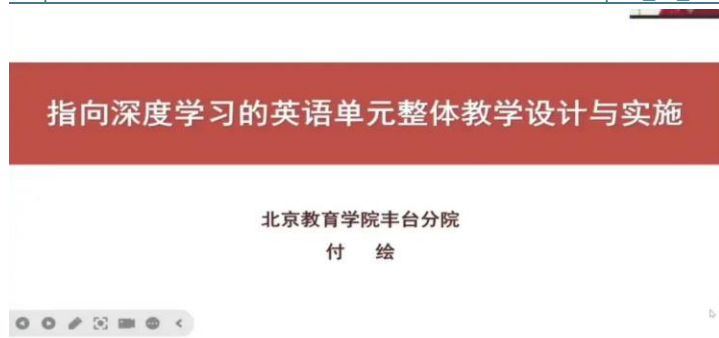 指向深度学习的英语单元整体教学设计与实施
北京教育学院丰台分院
付 绘